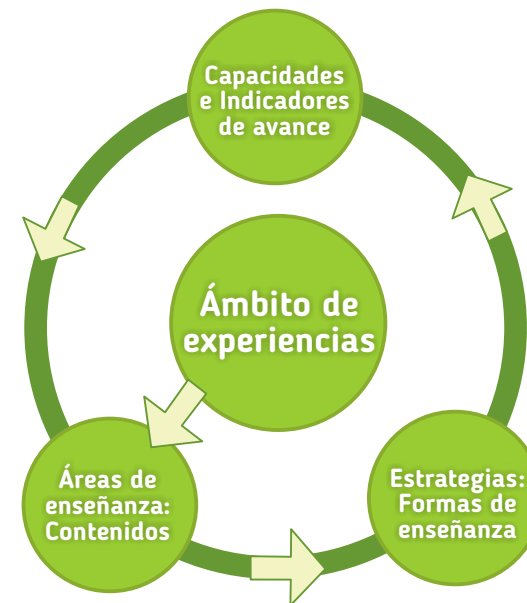 Capacidades
e Indicadores
de avance
Ámbito de
experiencias
Áreas de
enseñanza:
Contenidos
Estrategias:
Formas de
enseñanza